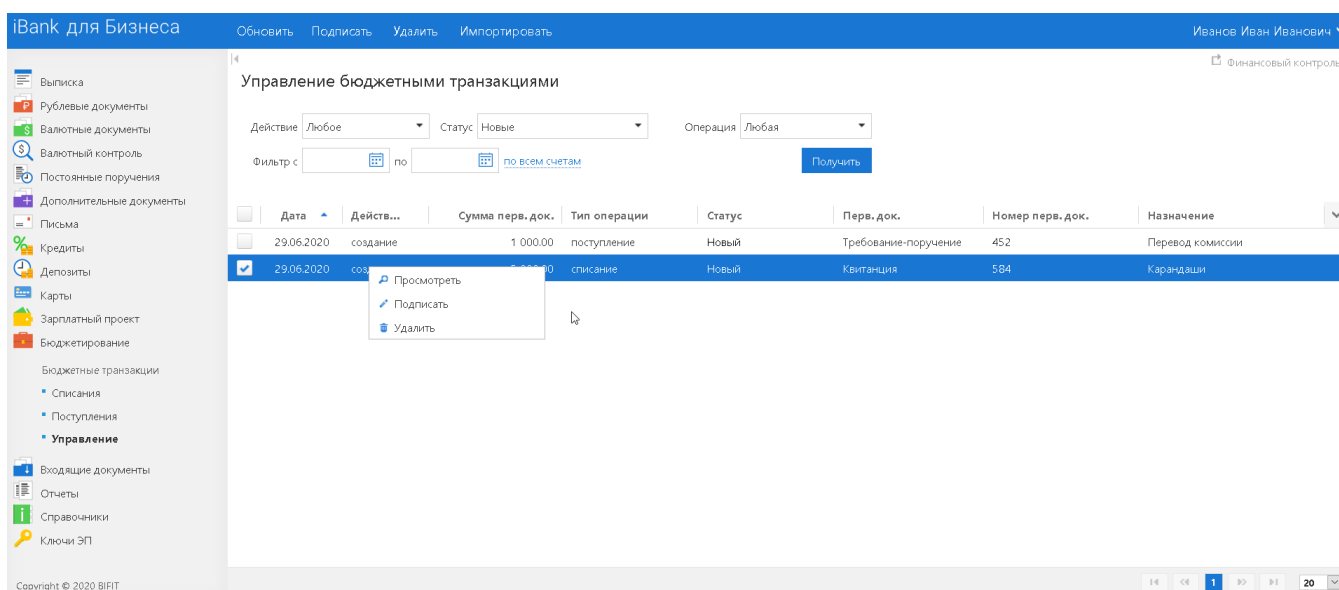 iBank для Бизнеса
Обновить Подписать Удалить Импортировать
Иванов Иван Иванович
Финансовый контроль
Выписка
Рублевые документы
Валютные документы
Валютный контроль
Постоянные поручения
Дополнительные документы
Письма
Кредиты
Депозиты
Карты
Зарплатный проект
Бюджетирование
Бюджетные транзакции
Списания
Поступления
Управление
Входящие документы
Отчеты
Справочники
Ключи ЭП
Copyright © 2020 BIFIT
Управление бюджетными транзакциями
Действие Любое Статус Новые Операция Любая
Фильтр с по по всем счетам Получить
Дата Действ... Сумма перв. док. Тип операции Статус Перв. док. Номер перв. док. Назначение
29.06.2020 создание 1 000.00 поступление Новый Требование-поручение 452 Перевод комиссии
29.06.2020 списание Новый Квитанция 584 Карандаши
Просмотреть
Подписать
Удалить
1 20